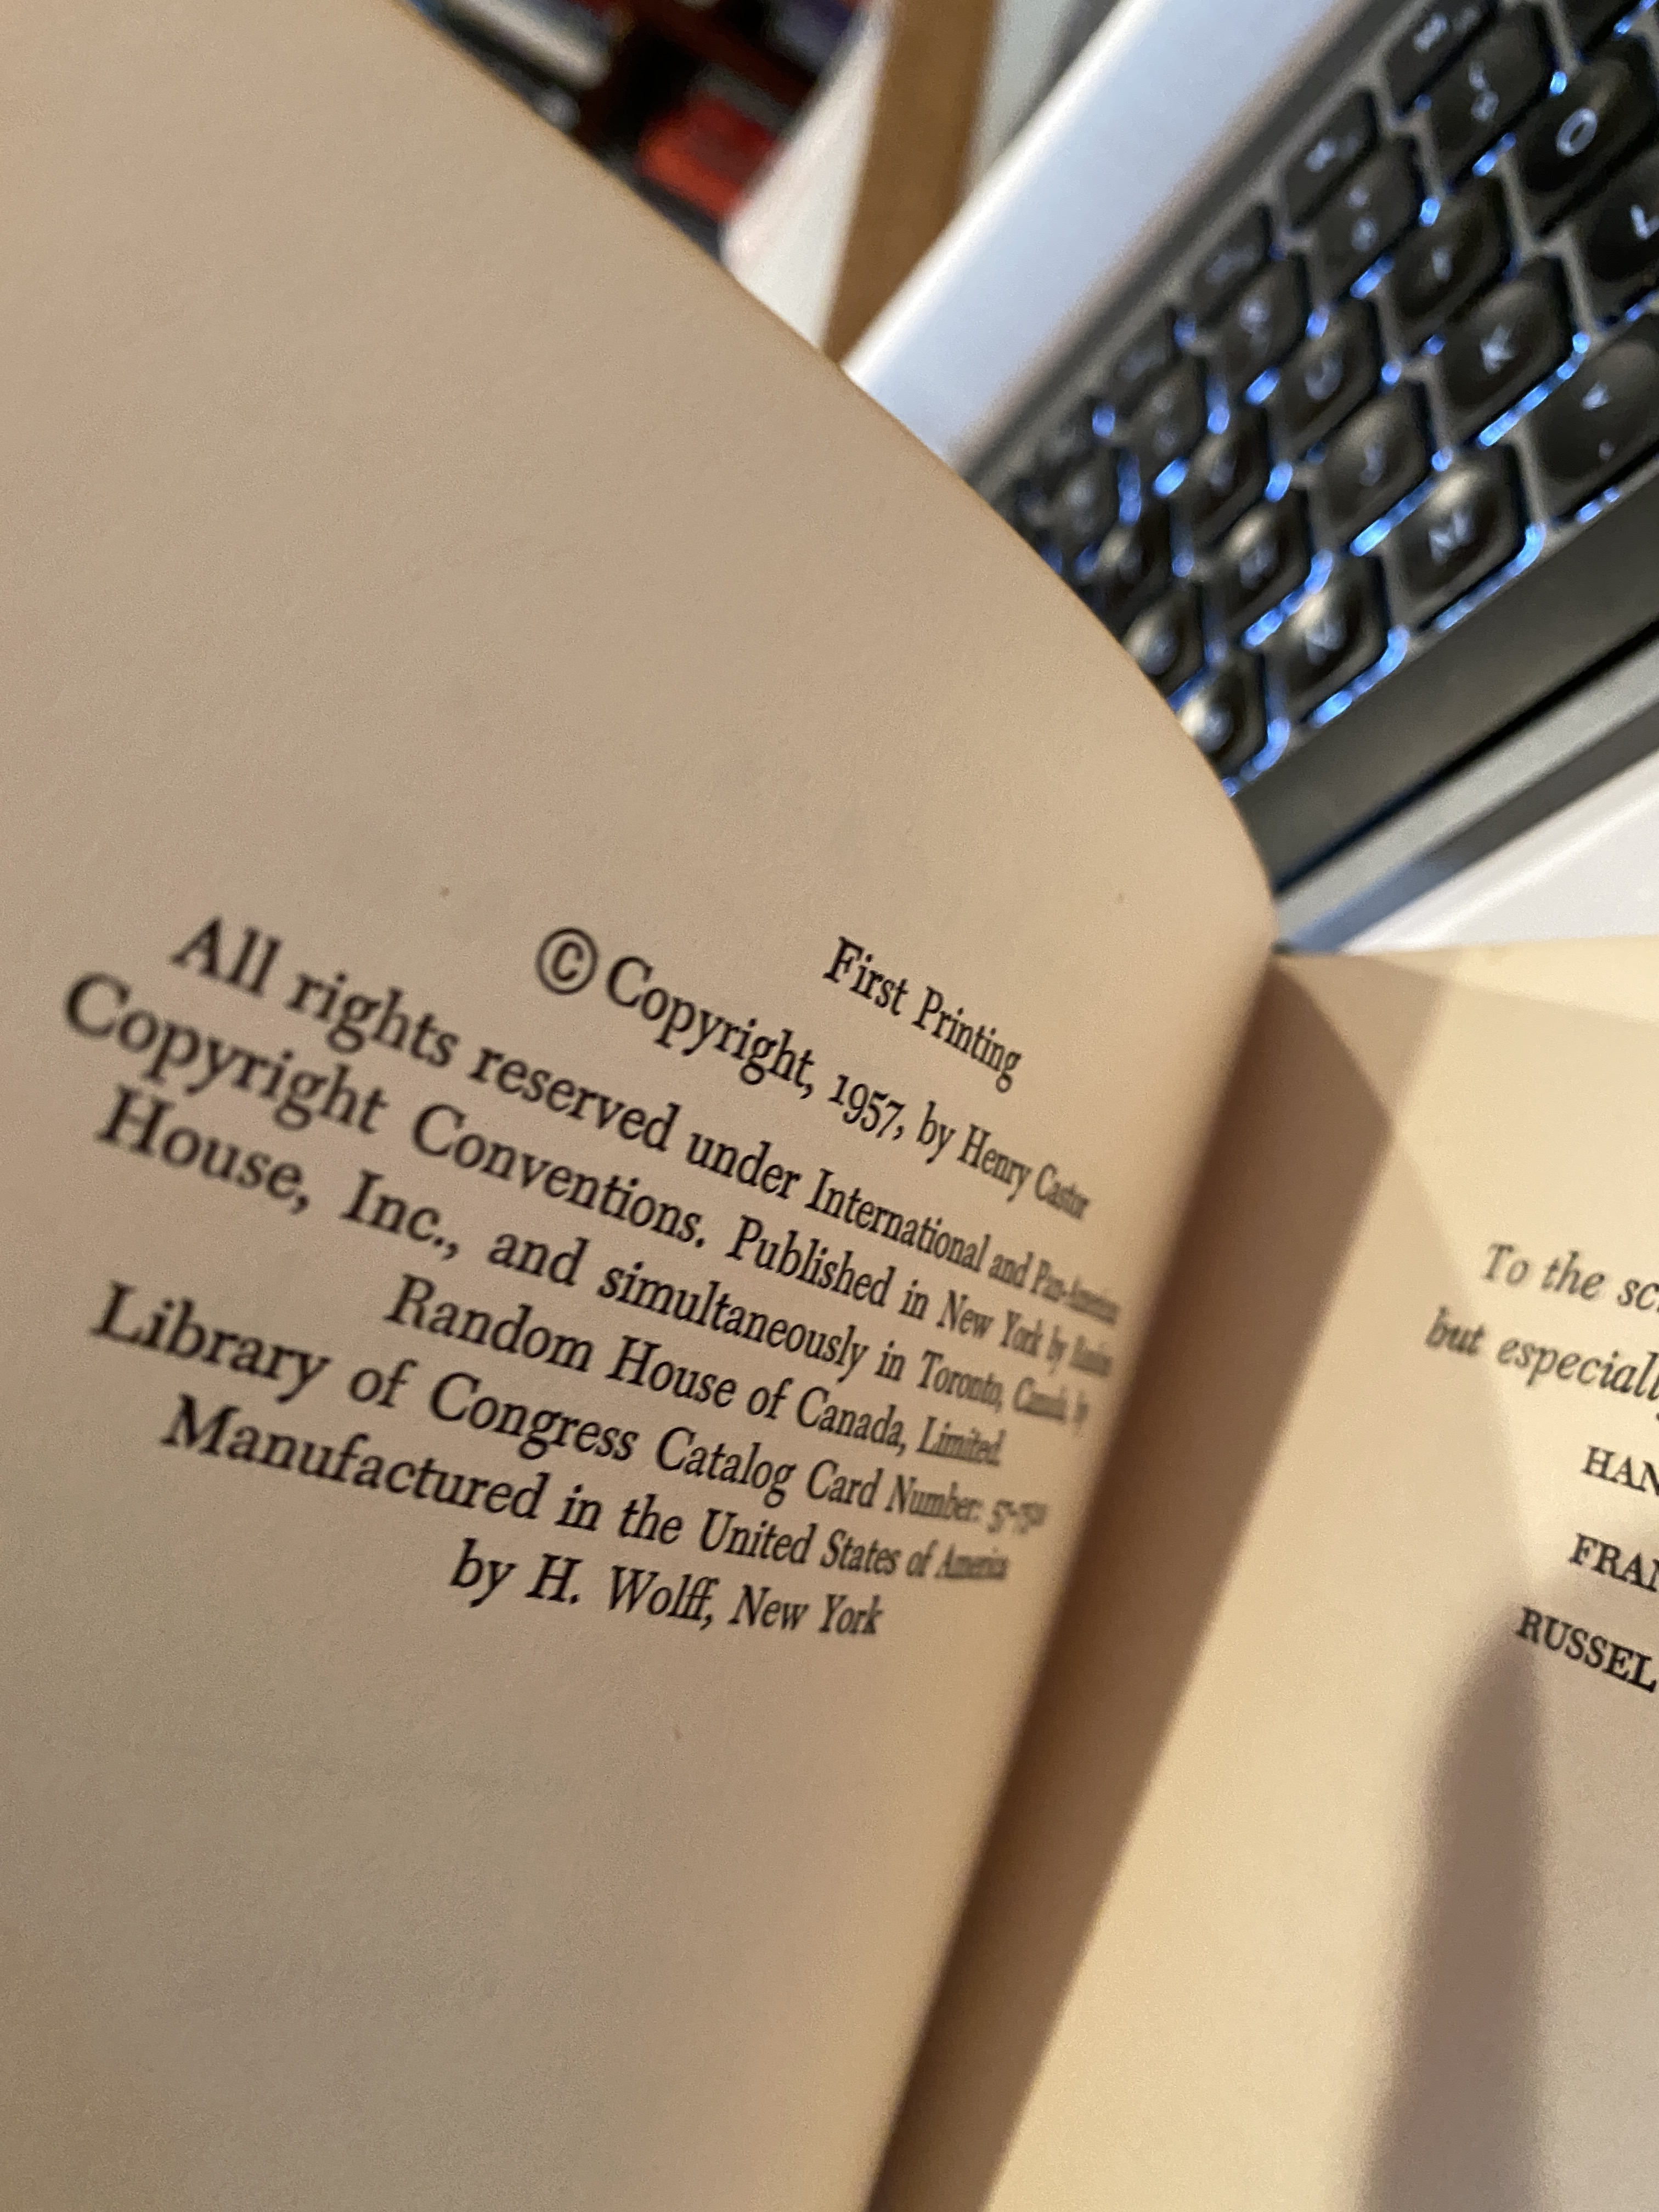 First Printing
© Copyright, 1957, by Henry Castor
All rights reserved under International and Pan-American
Copyright Conventions. Published in New York by Random
House, Inc., and simultaneously in Toronto, Canada, by
Random House of Canada, Limited.
Library of Congress Catalog Card Number:
Manufactured in the United States of America
by H. Wolff, New York
To the sc
but especiall
HAN
FRAN
RUSSEL
O
L
K
M
N